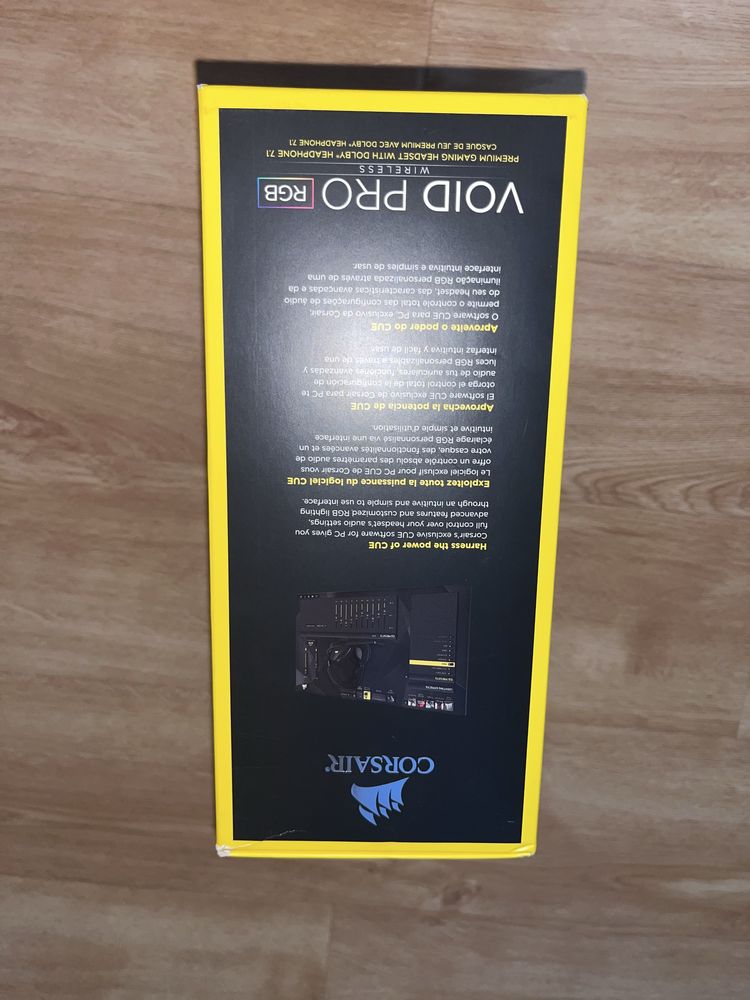 CORSAIR®
Harness the power of CUE
Corsair's exclusive CUE software for PC gives you
full control over your headset's audio settings,
advanced features and customized RGB lighting
through an intuitive and simple to use interface.
Exploitez toute la puissance du logiciel CUE
Le logiciel exclusif pour PC CUE de Corsair vous
offre un contrôle absolu des paramètres audio de
votre casque, des fonctionnalités avancées et un
éclairage RGB personnalisé via une interface
intuitive et simple d'utilisation.
Aprovecha la potencia de CUE
El software CUE exclusivo de Corsair para PC te
otorga el control total de la configuración de
audio de tus auriculares, funciones avanzadas y
luces RGB personalizables a través de una
interfaz intuitiva y fácil de usar.
Aproveite o poder do CUE
O software CUE para PC, exclusivo da Corsair,
permite o controle total das configurações de áudio
do seu headset, das características avançadas e da
iluminação RGB personalizada através de uma
interface intuitiva e simples de usar.
VOID PRO RGB
WIRELESS
PREMIUM GAMING HEADSET WITH DOLBY® HEADPHONE 7.1
CASQUE DE JEU PREMIUM AVEC DOLBY® HEADPHONE 7.1